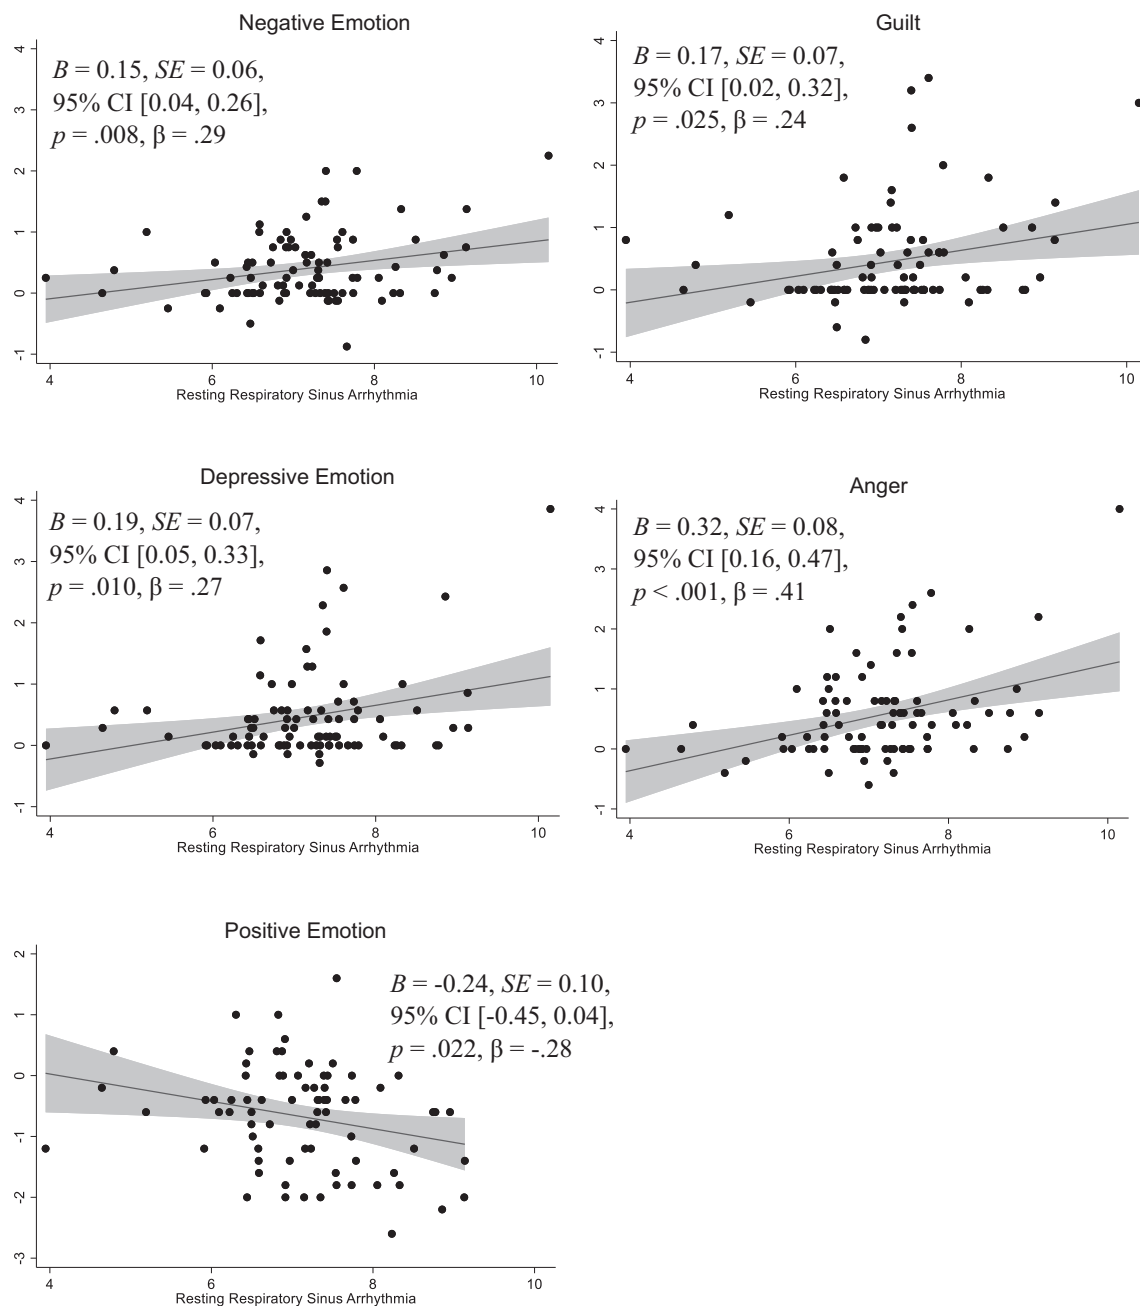 Negative Emotion
B = 0.15, SE = 0.06,
95% CI [0.04, 0.26],
p = .008, β = .29
4
3
2
1
0
-1
4 6 8 10
Resting Respiratory Sinus Arrhythmia
Guilt
B = 0.17, SE = 0.07,
95% CI [0.02, 0.32],
p = .025, β = .24
4
3
2
1
0
-1
4 6 8 10
Resting Respiratory Sinus Arrhythmia
Depressive Emotion
B = 0.19, SE = 0.07,
95% CI [0.05, 0.33],
p = .010, β = .27
4
3
2
1
0
-1
4 6 8 10
Resting Respiratory Sinus Arrhythmia
Anger
B = 0.32, SE = 0.08,
95% CI [0.16, 0.47],
p < .001, β = .41
4
3
2
1
0
-1
4 6 8 10
Resting Respiratory Sinus Arrhythmia
Positive Emotion
B = -0.24, SE = 0.10,
95% CI [-0.45, 0.04],
p = .022, β = -.28
2
1
0
-1
-2
-3
4 6 8 10
Resting Respiratory Sinus Arrhythmia